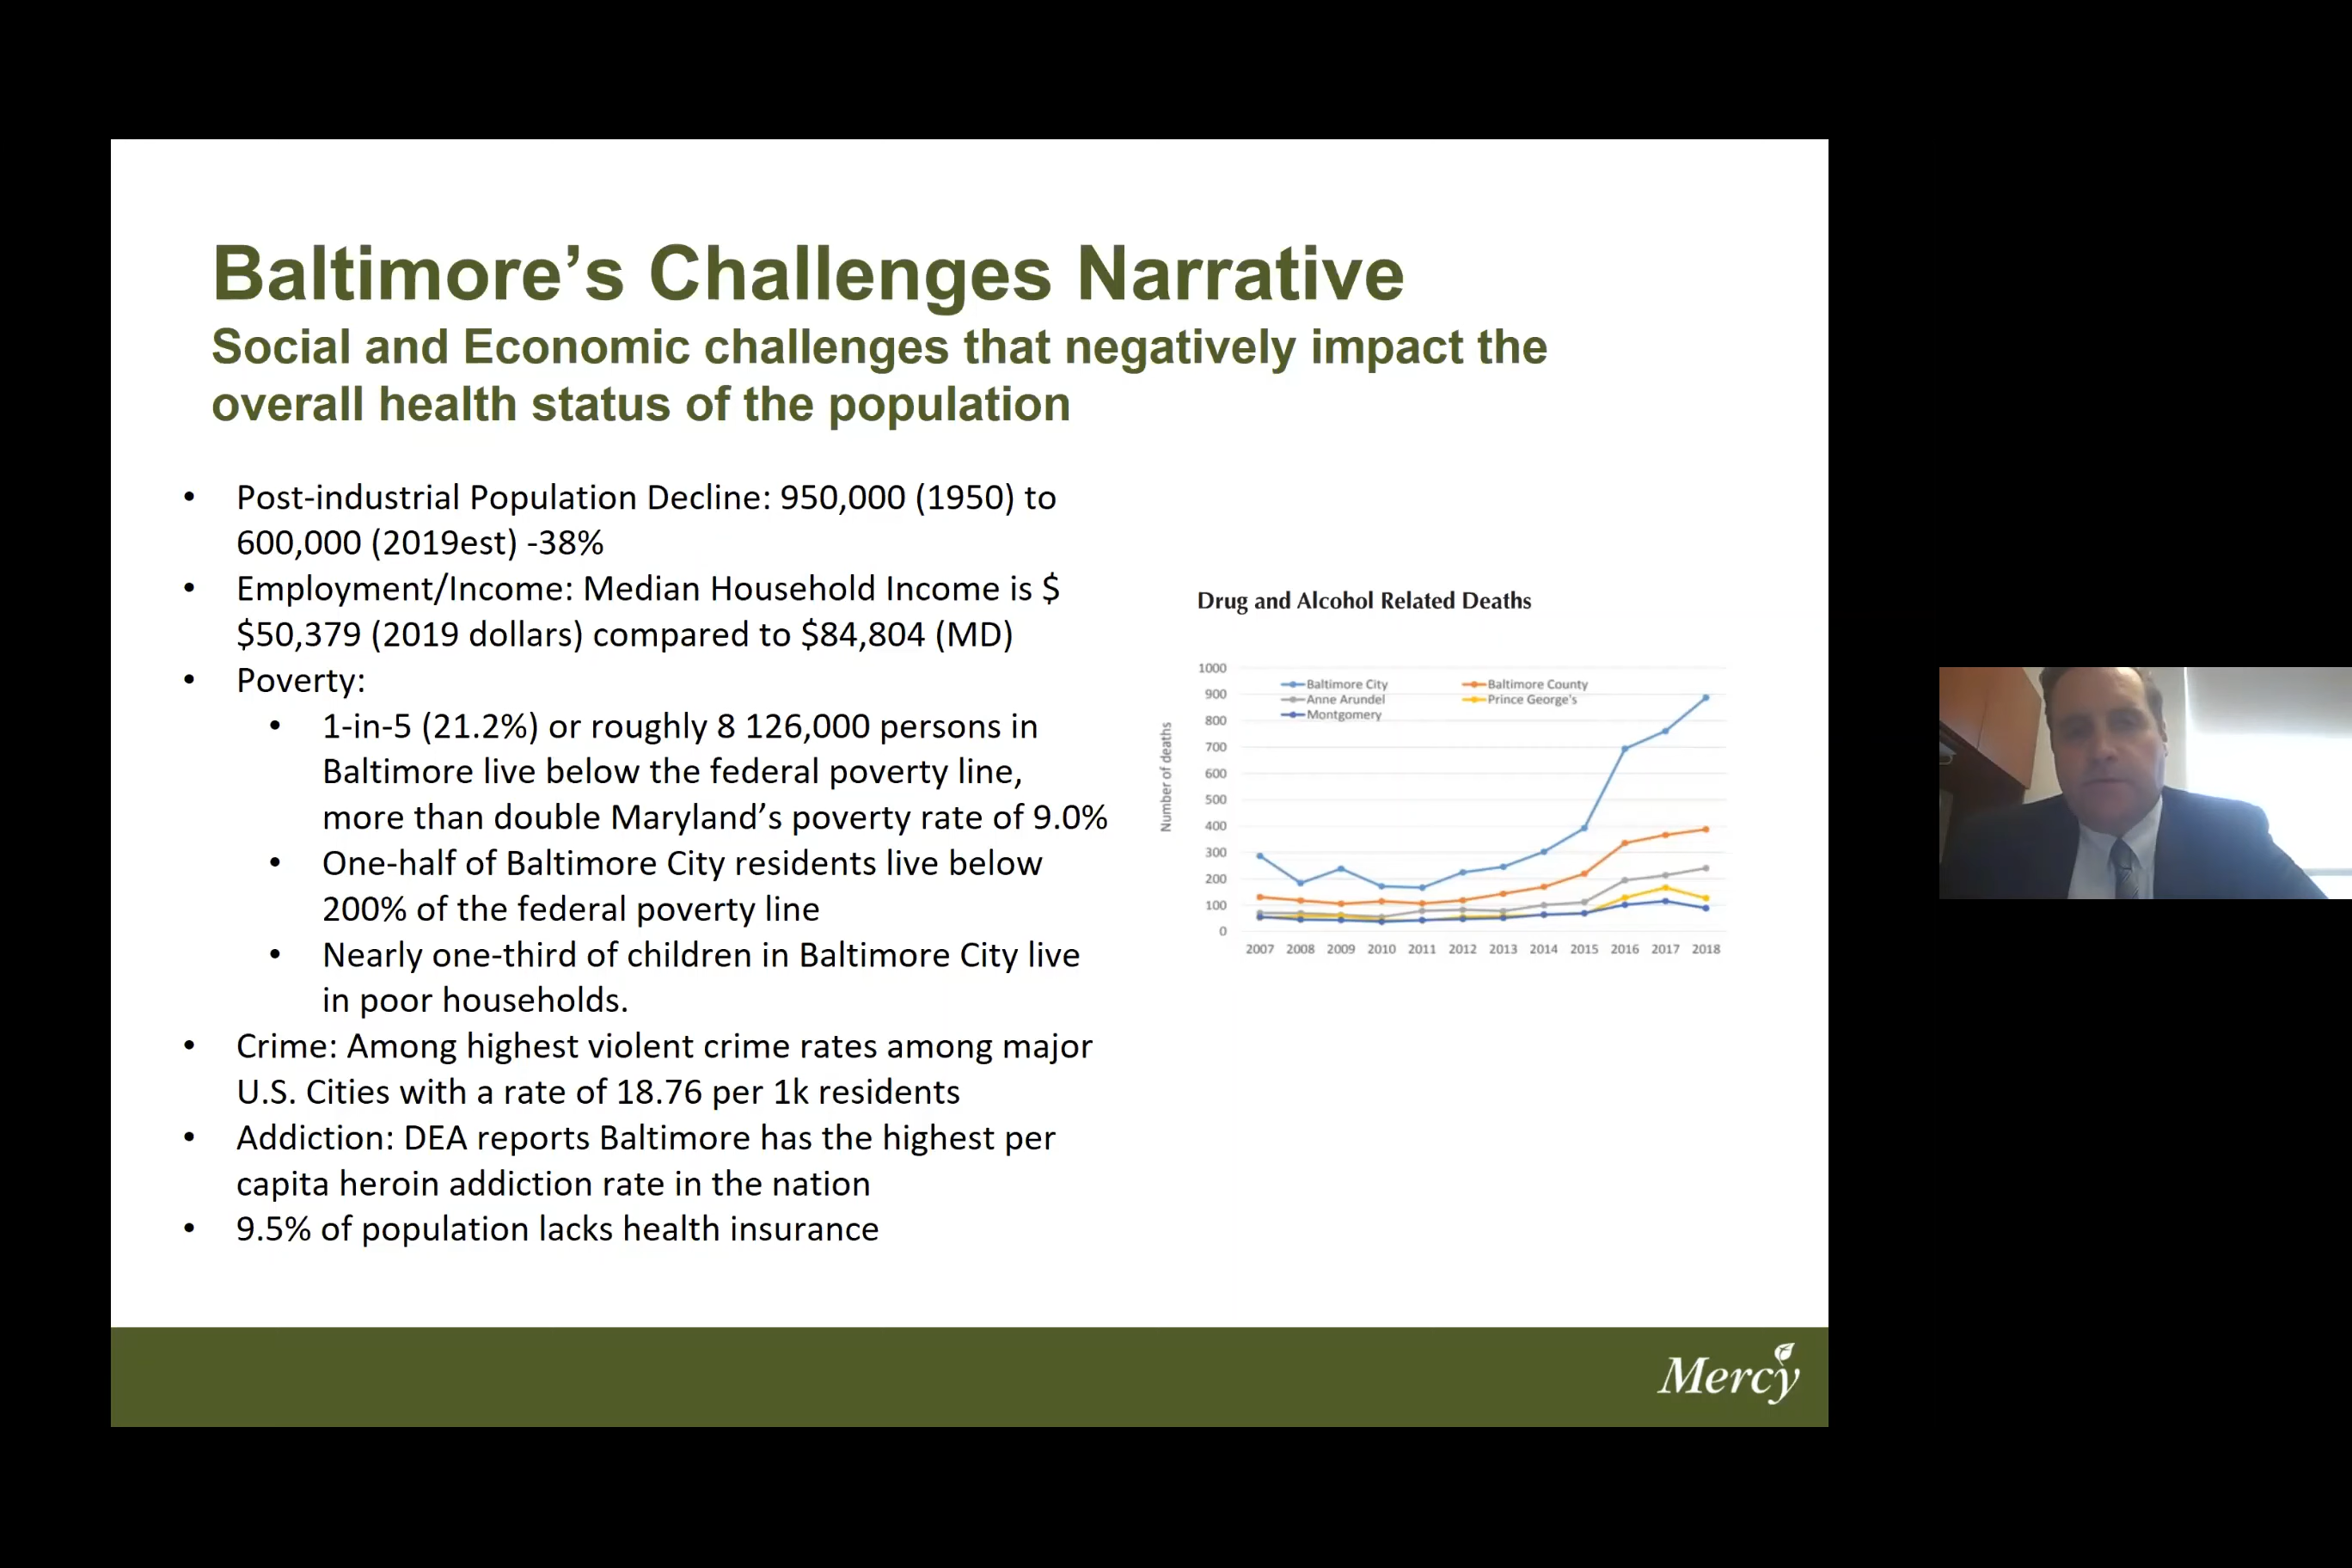 Baltimore’s Challenges Narrative
Social and Economic challenges that negatively impact the
overall health status of the population
• Post-industrial Population Decline: 950,000 (1950) to
600,000 (2019est) -38%
• Employment/Income: Median Household Income is $
$50,379 (2019 dollars) compared to $84,804 (MD)
• Poverty:
• 1-in-5 (21.2%) or roughly 8 126,000 persons in
Baltimore live below the federal poverty line,
more than double Maryland’s poverty rate of 9.0%
• One-half of Baltimore City residents live below
200% of the federal poverty line
• Nearly one-third of children in Baltimore City live
in poor households.
• Crime: Among highest violent crime rates among major
U.S. Cities with a rate of 18.76 per 1k residents
• Addiction: DEA reports Baltimore has the highest per
capita heroin addiction rate in the nation
• 9.5% of population lacks health insurance
Drug and Alcohol Related Deaths
Number of deaths
1000
900
800
700
600
500
400
300
200
100
0
Baltimore City
Baltimore County
Anne Arundel
Prince George's
Montgomery
2007 2008 2009 2010 2011 2012 2013 2014 2015 2016 2017 2018
Mercy